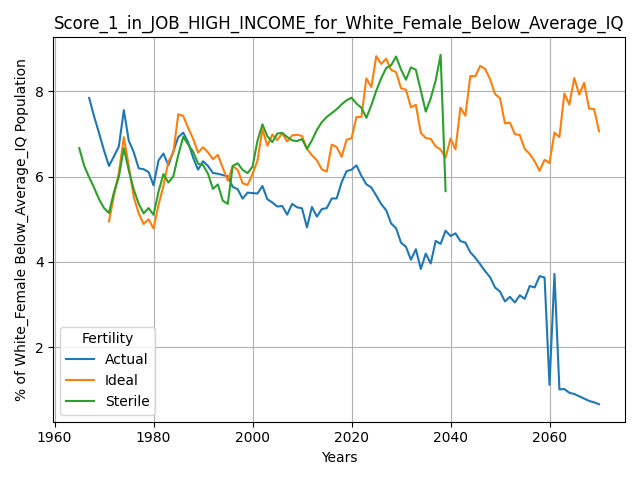 Score_1_in_JOB_HIGH_INCOME_for_White_Female_Below_Average_IQ
% of White_Female Below_Average_IQ Population
8
6
4
2
Fertility
Actual
Ideal
Sterile
1960 1980 2000 2020 2040 2060
Years